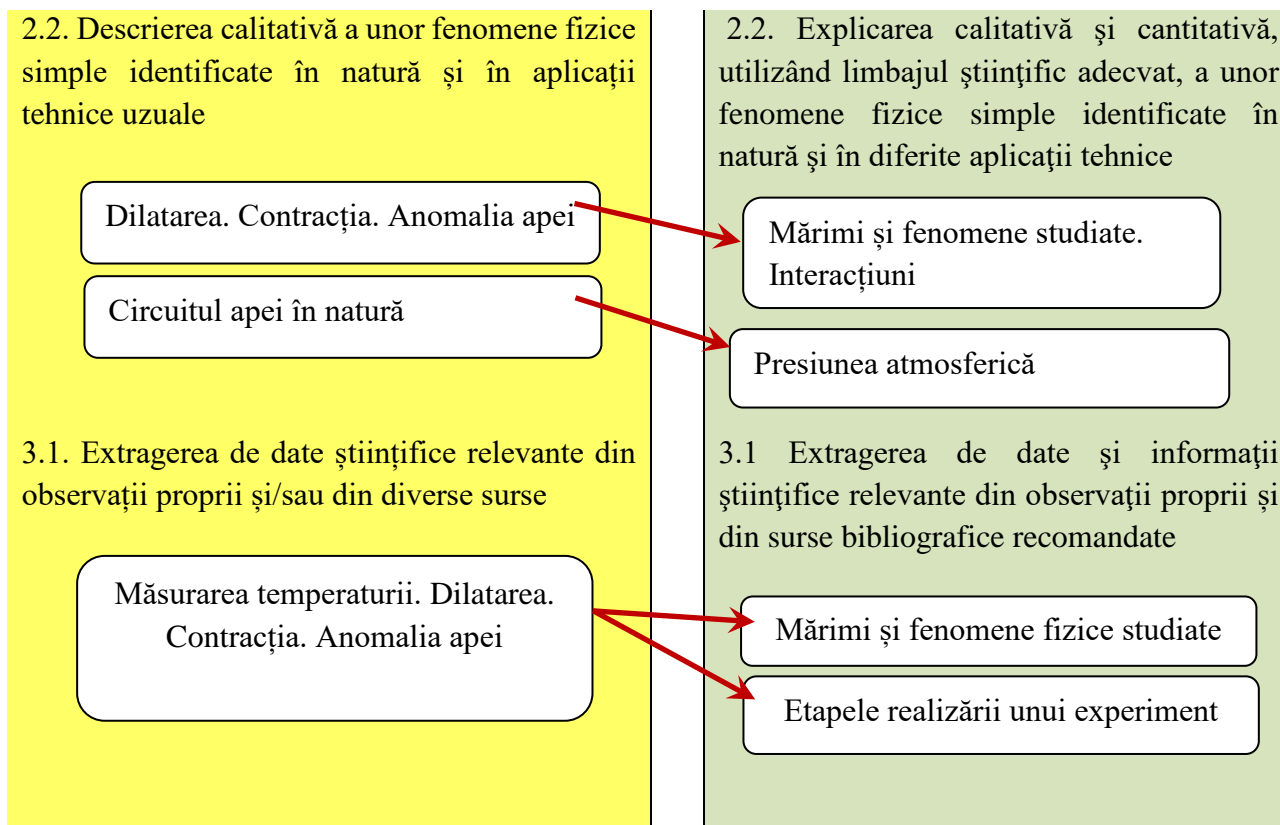 2.2. Descrierea calitativă a unor fenomene fizice
simple identificate în natură și în aplicații
tehnice uzuale
Dilatarea. Contracția. Anomalia apei
Circuitul apei în natură
3.1. Extragerea de date științifice relevante din
observații proprii și/sau din diverse surse
Măsurarea temperaturii. Dilatarea.
Contracția. Anomalia apei
2.2. Explicarea calitativă şi cantitativă,
utilizând limbajul ştiinţific adecvat, a unor
fenomene fizice simple identificate în
natură şi în diferite aplicaţii tehnice
Mărimi și fenomene studiate.
Interacțiuni
Presiunea atmosferică
3.1 Extragerea de date şi informaţii
ştiinţifice relevante din observaţii proprii și
din surse bibliografice recomandate
Mărimi și fenomene fizice studiate
Etapele realizării unui experiment